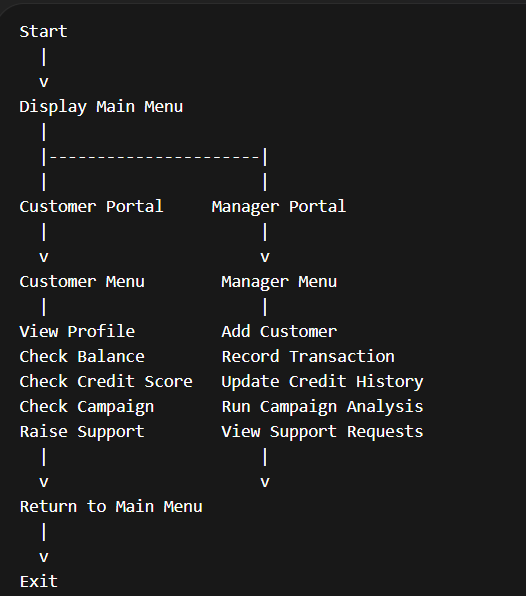 Start
  |
  v
Display Main Menu
  |
  |----------------------|
  |                      |
Customer Portal     Manager Portal
  |                      |
  v                      v
Customer Menu        Manager Menu
  |                      |
View Profile         Add Customer
Check Balance        Record Transaction
Check Credit Score   Update Credit History
Check Campaign       Run Campaign Analysis
Raise Support        View Support Requests
  |                      |
  v                      v
Return to Main Menu
  |
  v
Exit